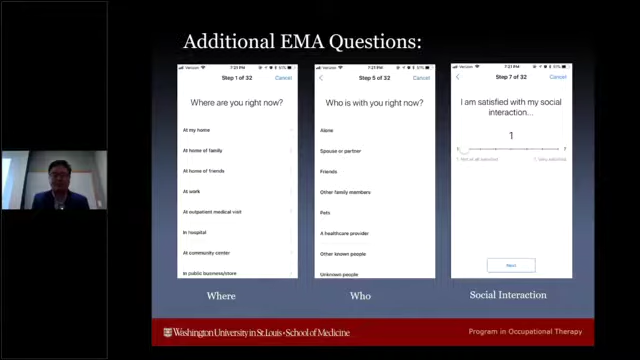 Additional EMA Questions:
Verizon 7:21 PM
Step 1 of 32 Cancel
Where are you right now?
At my home
At home of family
At home of friends
At work
At outpatient medical visit
In hospital
At community center
In public business/store
Where
Verizon 7:21 PM
Step 5 of 32 Cancel
Who is with you right now?
Alone
Spouse or partner
Friends
Other family members
Pets
A healthcare provider
Other known people
Unknown people
Who
Verizon 7:21 PM
Step 7 of 32 Cancel
I am satisfied with my social
interaction...
1
1 7
Next
Social Interaction
Washington University in St. Louis • School of Medicine
Program in Occupational Therapy